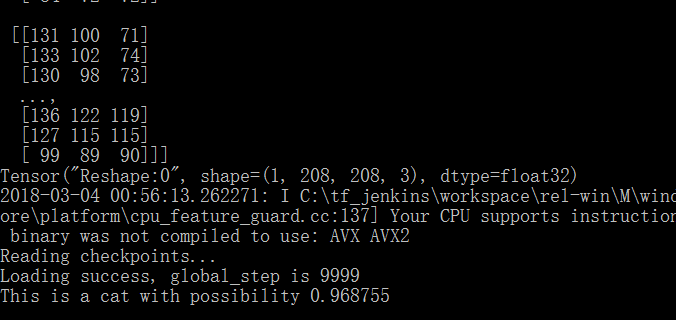 [[131 100  71]
[133 102  74]
[130  98  73]
...,
[136 122 119]
[127 115 115]
[ 99  89  90]]]
Tensor("Reshape:0", shape=(1, 208, 208, 3), dtype=float32)
2018-03-04 00:56:13.262271: I C:\tf_jenkins\workspace\rel-win\M\wind
ore\platform\cpu_feature_guard.cc:137] Your CPU supports instruction
binary was not compiled to use: AVX AVX2
Reading checkpoints...
Loading success, global_step is 9999
This is a cat with possibility 0.968755